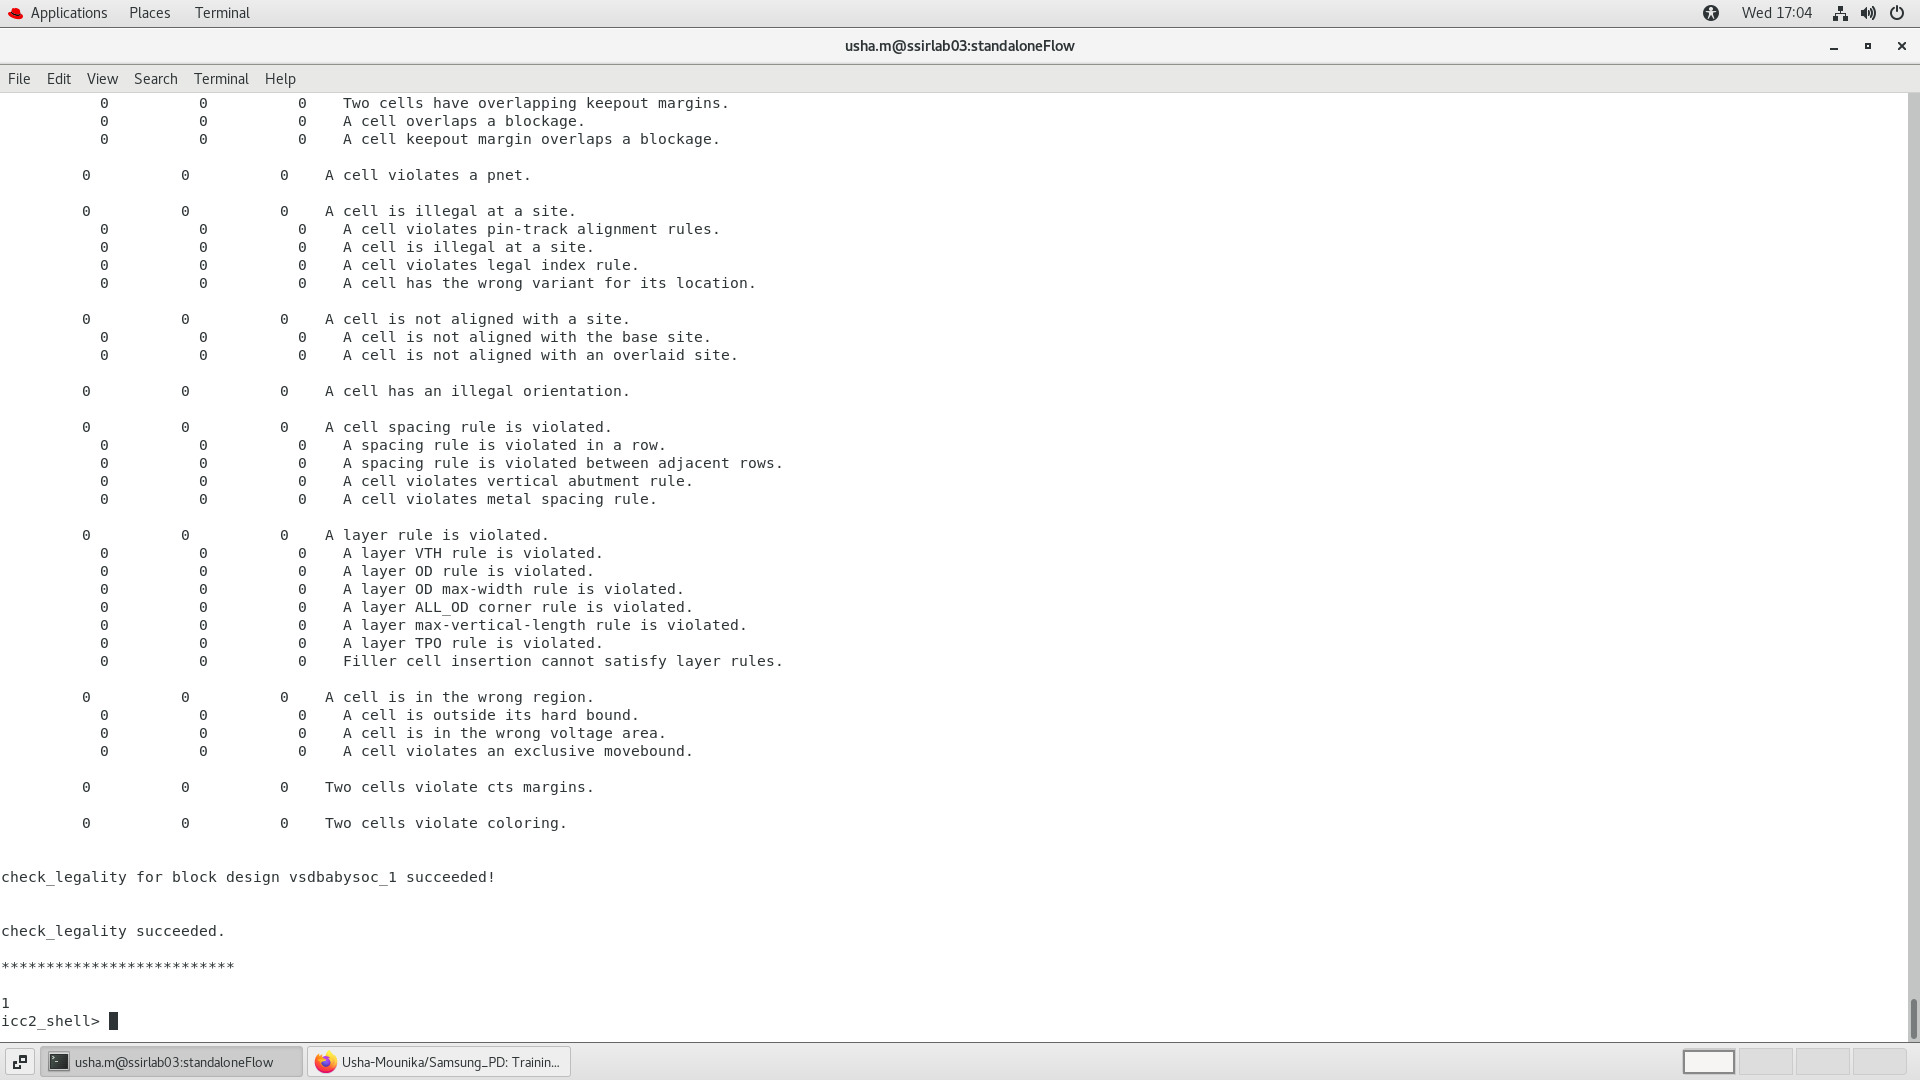 Applications Places Terminal Wed 17:04
usha.m@ssirlab03:standaloneFlow
File Edit View Search Terminal Help
0 0 0 Two cells have overlapping keepout margins.
0 0 0 A cell overlaps a blockage.
0 0 0 A cell keepout margin overlaps a blockage.
0 0 0 A cell violates a pnet.
0 0 0 A cell is illegal at a site.
0 0 0 A cell violates pin-track alignment rules.
0 0 0 A cell is illegal at a site.
0 0 0 A cell violates legal index rule.
0 0 0 A cell has the wrong variant for its location.
0 0 0 A cell is not aligned with a site.
0 0 0 A cell is not aligned with the base site.
0 0 0 A cell is not aligned with an overlaid site.
0 0 0 A cell has an illegal orientation.
0 0 0 A cell spacing rule is violated.
0 0 0 A spacing rule is violated in a row.
0 0 0 A spacing rule is violated between adjacent rows.
0 0 0 A cell violates vertical abutment rule.
0 0 0 A cell violates metal spacing rule.
0 0 0 A layer rule is violated.
0 0 0 A layer VTH rule is violated.
0 0 0 A layer OD rule is violated.
0 0 0 A layer OD max-width rule is violated.
0 0 0 A layer ALL_OD corner rule is violated.
0 0 0 A layer max-vertical-length rule is violated.
0 0 0 A layer TPO rule is violated.
0 0 0 Filler cell insertion cannot satisfy layer rules.
0 0 0 A cell is in the wrong region.
0 0 0 A cell is outside its hard bound.
0 0 0 A cell is in the wrong voltage area.
0 0 0 A cell violates an exclusive movebound.
0 0 0 Two cells violate cts margins.
0 0 0 Two cells violate coloring.
check_legality for block design vsdbabysoc_1 succeeded!
check_legality succeeded.
**************************
1
icc2_shell>
usha.m@ssirlab03:standaloneFlow Usha-Mounika/Samsung_PD: Trainin...